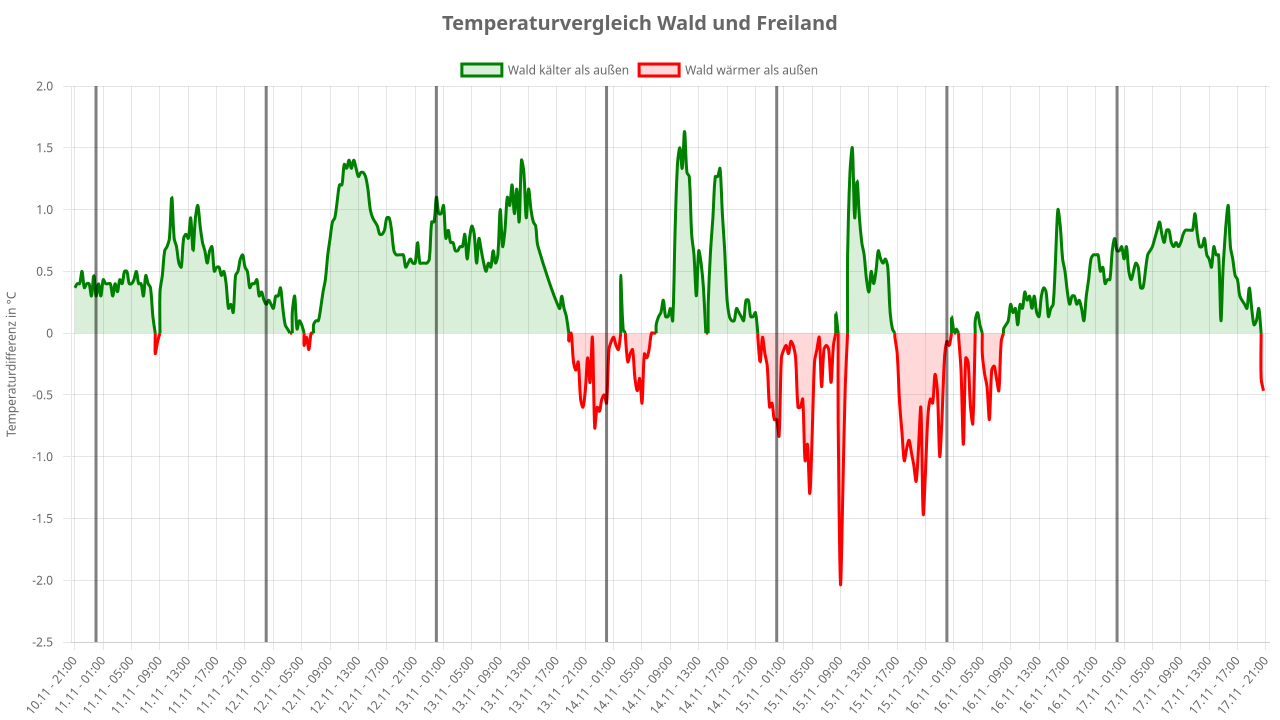 Temperaturvergleich Wald und Freiland
Wald kälter als außen
Wald wärmer als außen
Temperaturdifferenz in °C
2.0
1.5
1.0
0.5
0
-0.5
-1.0
-1.5
-2.0
-2.5
10.11 - 21:00
11.11 - 01:00
11.11 - 05:00
11.11 - 09:00
11.11 - 13:00
11.11 - 17:00
11.11 - 21:00
12.11 - 01:00
12.11 - 05:00
12.11 - 09:00
12.11 - 13:00
12.11 - 17:00
12.11 - 21:00
13.11 - 01:00
13.11 - 05:00
13.11 - 09:00
13.11 - 13:00
13.11 - 17:00
13.11 - 21:00
14.11 - 01:00
14.11 - 05:00
14.11 - 09:00
14.11 - 13:00
14.11 - 17:00
14.11 - 21:00
15.11 - 01:00
15.11 - 05:00
15.11 - 09:00
15.11 - 13:00
15.11 - 17:00
15.11 - 21:00
16.11 - 01:00
16.11 - 05:00
16.11 - 09:00
16.11 - 13:00
16.11 - 17:00
16.11 - 21:00
17.11 - 01:00
17.11 - 05:00
17.11 - 09:00
17.11 - 13:00
17.11 - 17:00
17.11 - 21:00